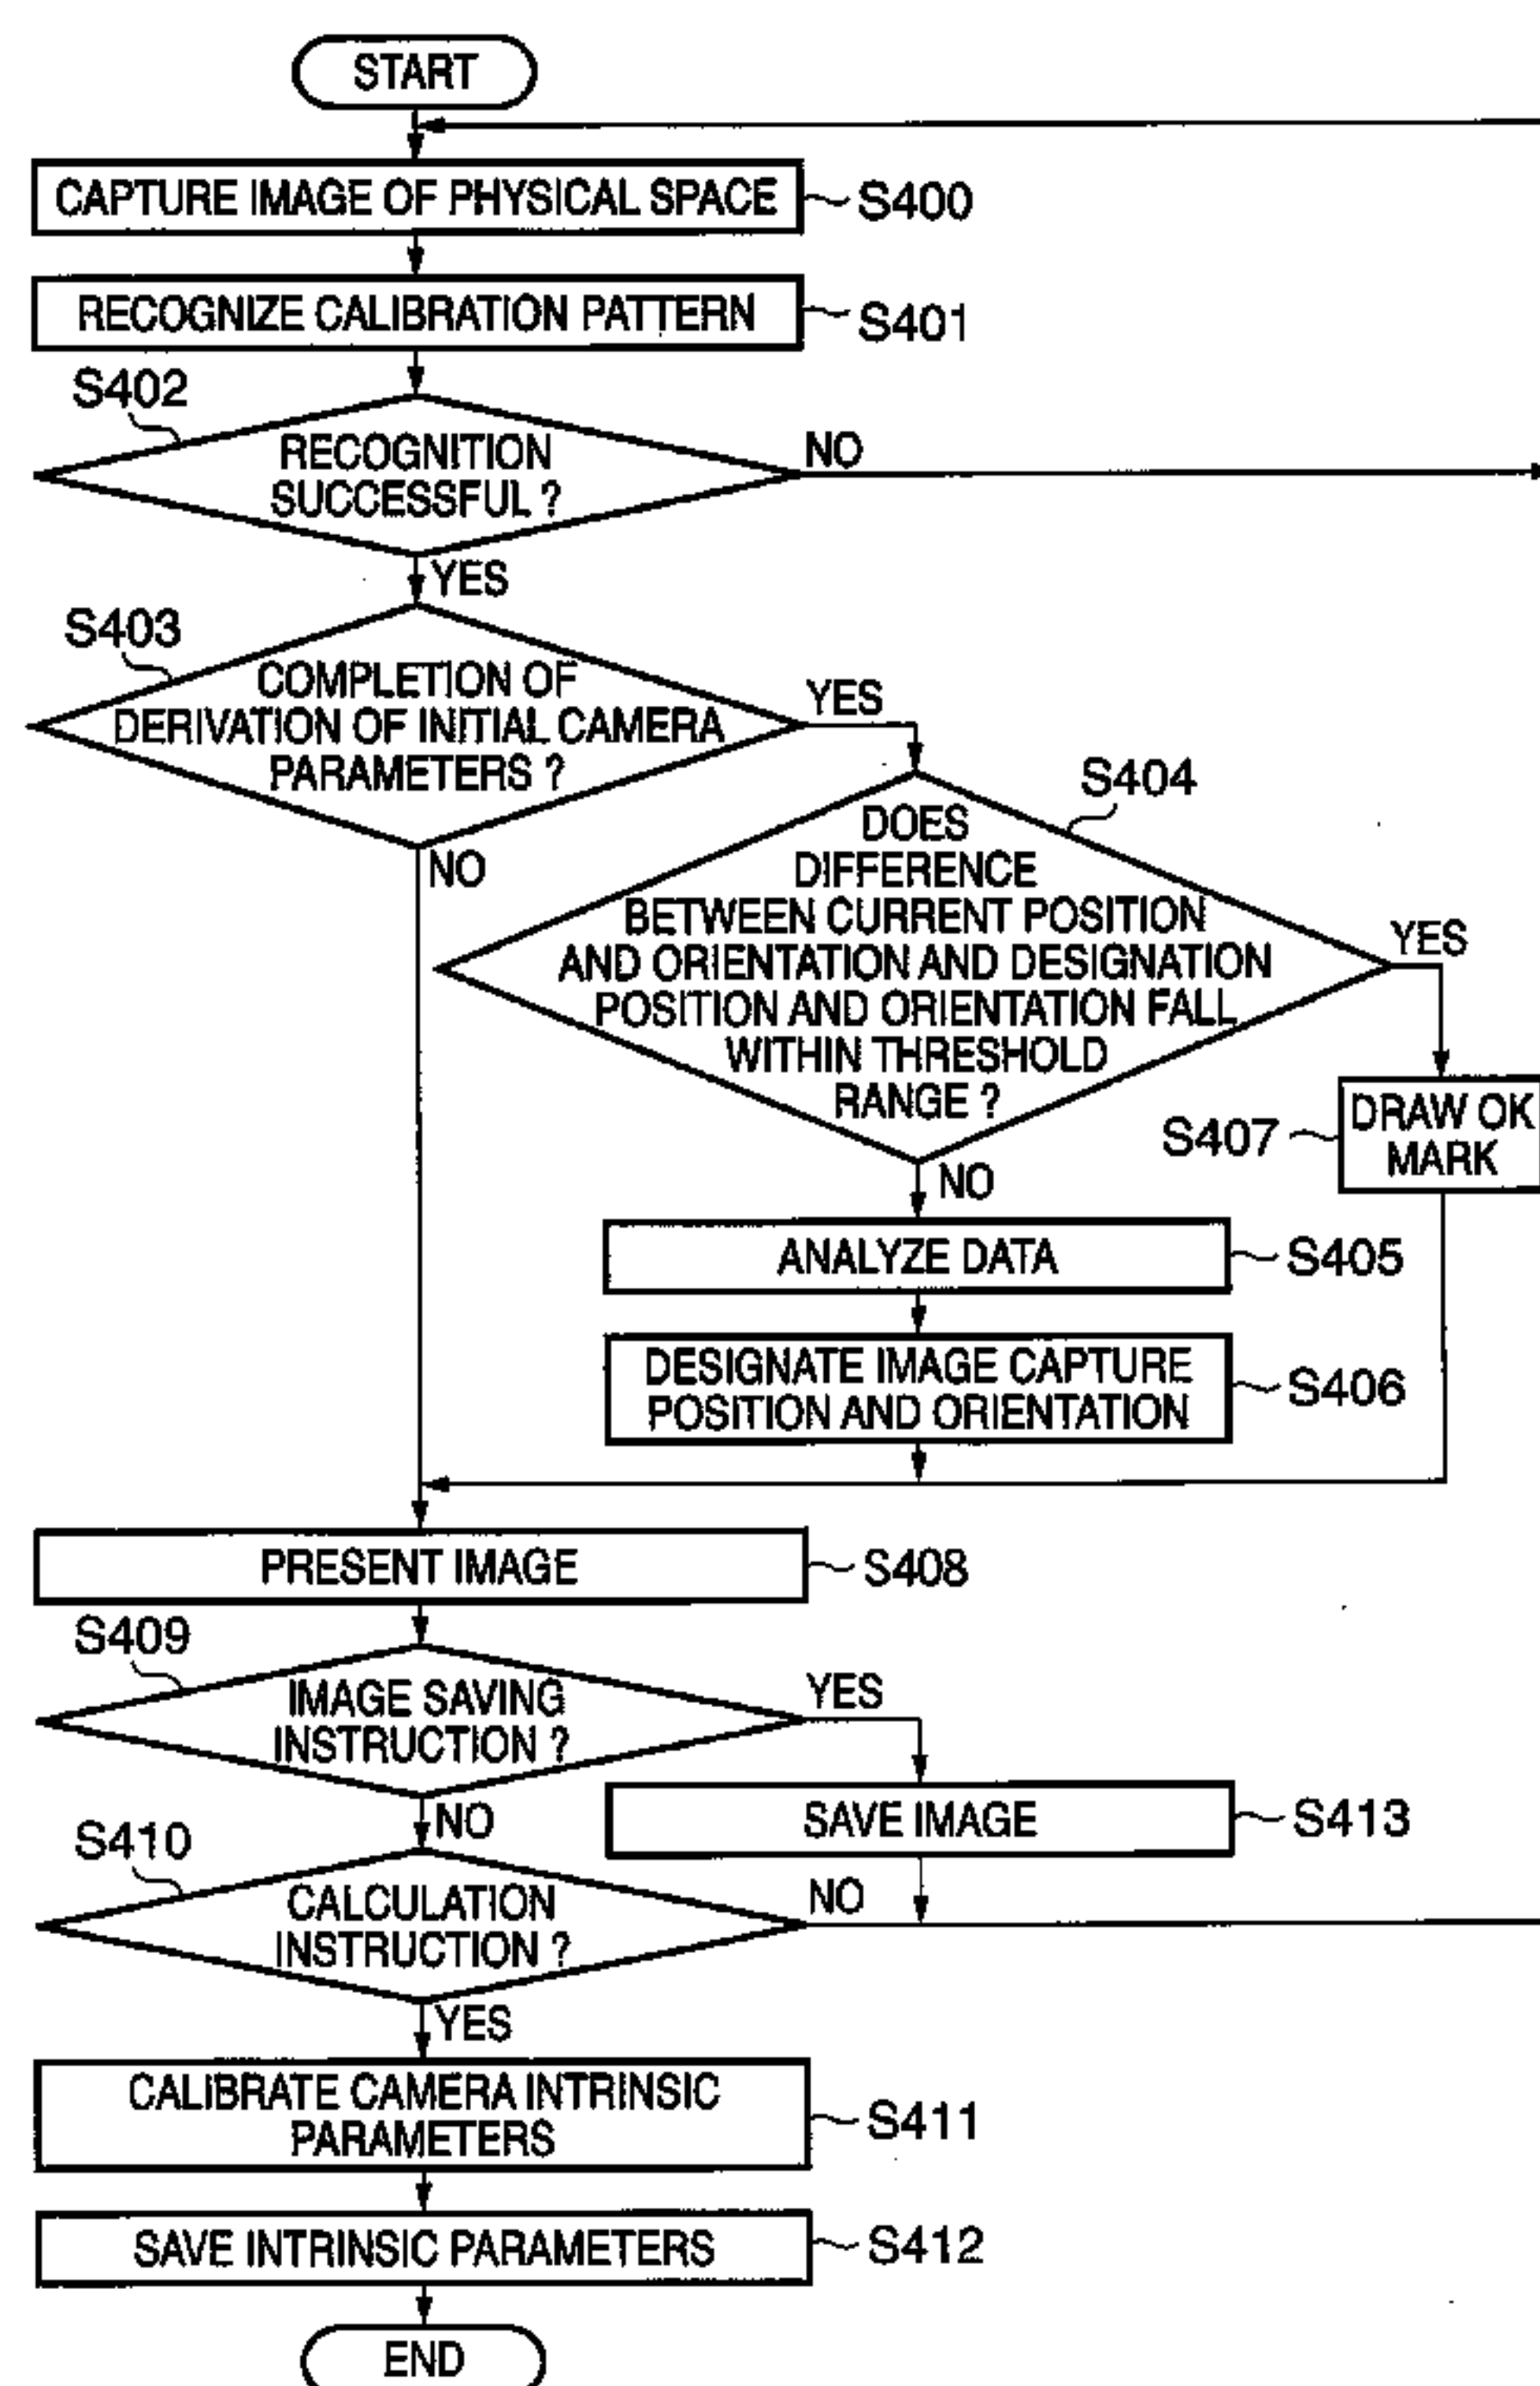 START
CAPTURE IMAGE OF PHYSICAL SPACE
S400
RECOGNIZE CALIBRATION PATTERN
S401
S402
RECOGNITION
SUCCESSFUL ?
NO
YES
S403
COMPLETION OF
DERIVATION OF INITIAL CAMERA
PARAMETERS ?
YES
NO
S404
DOES
DIFFERENCE
BETWEEN CURRENT POSITION
AND ORIENTATION AND DESIGNATION
POSITION AND ORIENTATION FALL
WITHIN THRESHOLD
RANGE ?
YES
NO
S407
DRAW OK
MARK
ANALYZE DATA
S405
DESIGNATE IMAGE CAPTURE
POSITION AND ORIENTATION
S406
PRESENT IMAGE
S408
S409
IMAGE SAVING
INSTRUCTION ?
YES
NO
SAVE IMAGE
S413
S410
CALCULATION
INSTRUCTION ?
NO
YES
CALIBRATE CAMERA INTRINSIC
PARAMETERS
S411
SAVE INTRINSIC PARAMETERS
S412
END